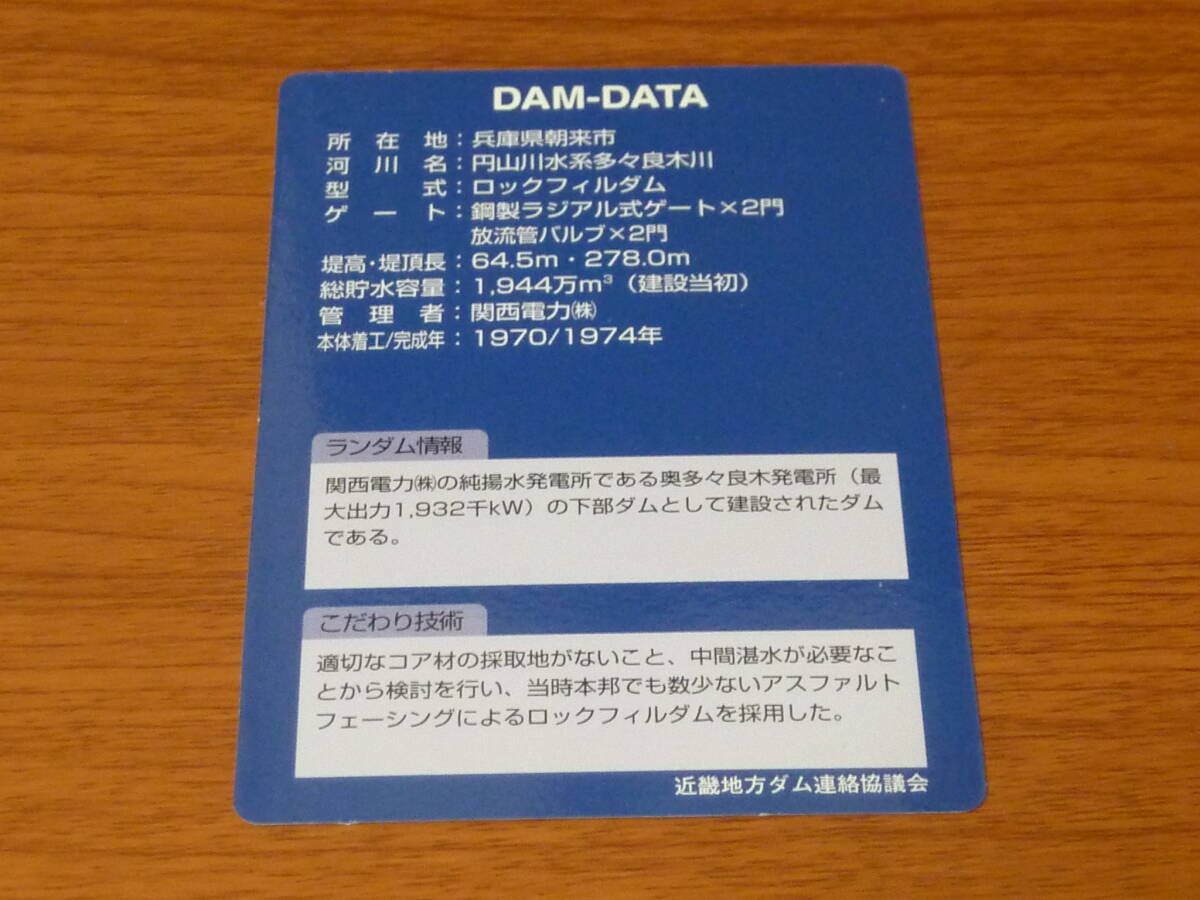 DAM-DATA
所在地：兵庫県朝来市
河川名：円山川水系多々良木川
型式：ロックフィルダム
ゲート：鋼製ラジアル式ゲート×2門
放流管バルブ×2門
堤高・堤頂長：64.5m・278.0m
総貯水容量：1,944万m³（建設当初）
管理者：関西電力㈱
本体着工/完成年：1970/1974年
ランダム情報
関西電力㈱の純揚水発電所である奥多々良木発電所（最
大出力1,932千kW）の下部ダムとして建設されたダム
である。
こだわり技術
適切なコア材の採取地がないこと、中間湛水が必要なこ
とから検討を行い、当時本邦でも数少ないアスファルト
フェーシングによるロックフィルダムを採用した。
近畿地方ダム連絡協議会